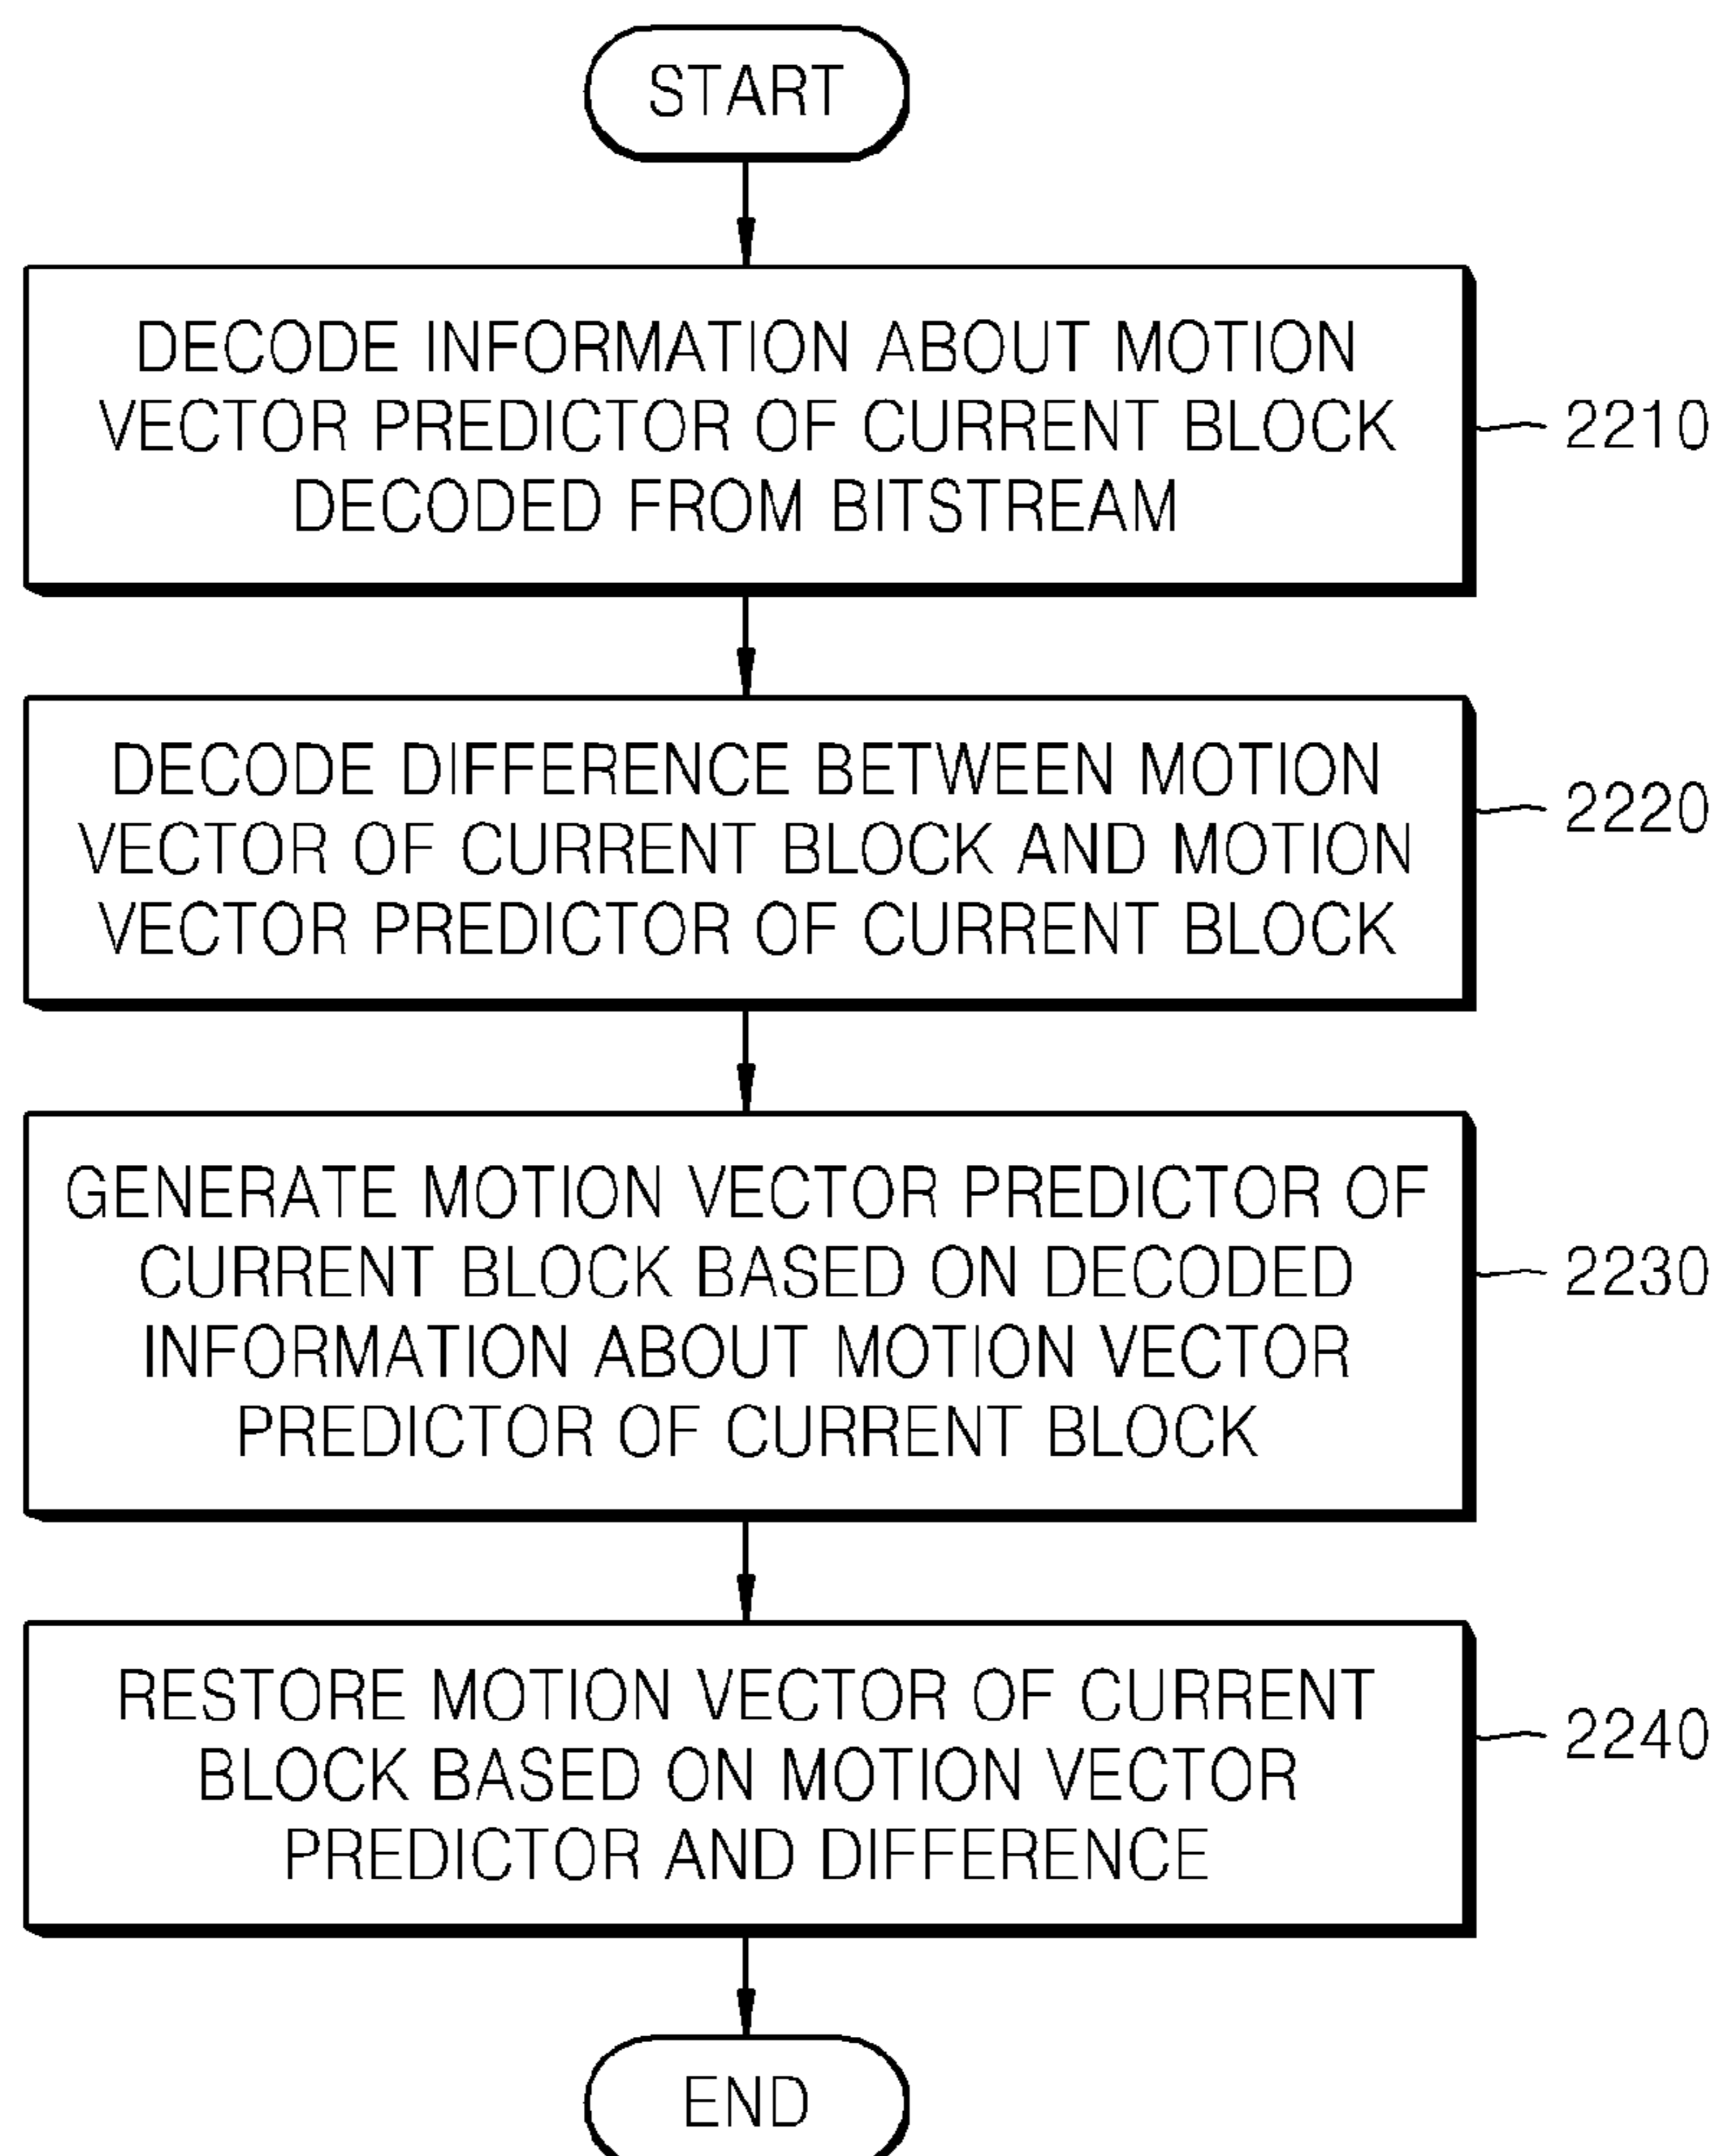 START
DECODE INFORMATION ABOUT MOTION
VECTOR PREDICTOR OF CURRENT BLOCK
DECODED FROM BITSTREAM
2210
DECODE DIFFERENCE BETWEEN MOTION
VECTOR OF CURRENT BLOCK AND MOTION
VECTOR PREDICTOR OF CURRENT BLOCK
2220
GENERATE MOTION VECTOR PREDICTOR OF
CURRENT BLOCK BASED ON DECODED
INFORMATION ABOUT MOTION VECTOR
PREDICTOR OF CURRENT BLOCK
2230
RESTORE MOTION VECTOR OF CURRENT
BLOCK BASED ON MOTION VECTOR
PREDICTOR AND DIFFERENCE
2240
END